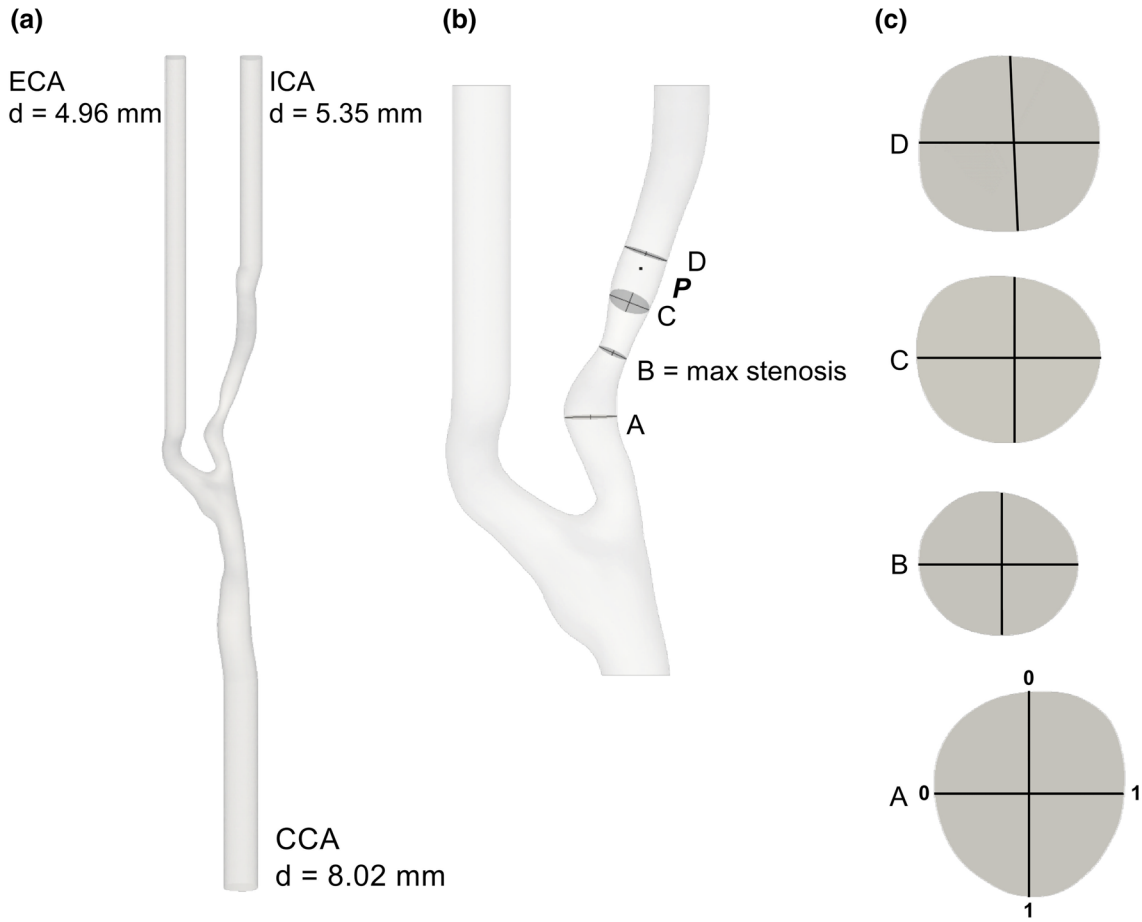 (a)
ECA
d = 4.96 mm
ICA
d = 5.35 mm
CCA
d = 8.02 mm
(b)
D
P
C
B = max stenosis
A
(c)
D
C
B
0
A 0 1
1